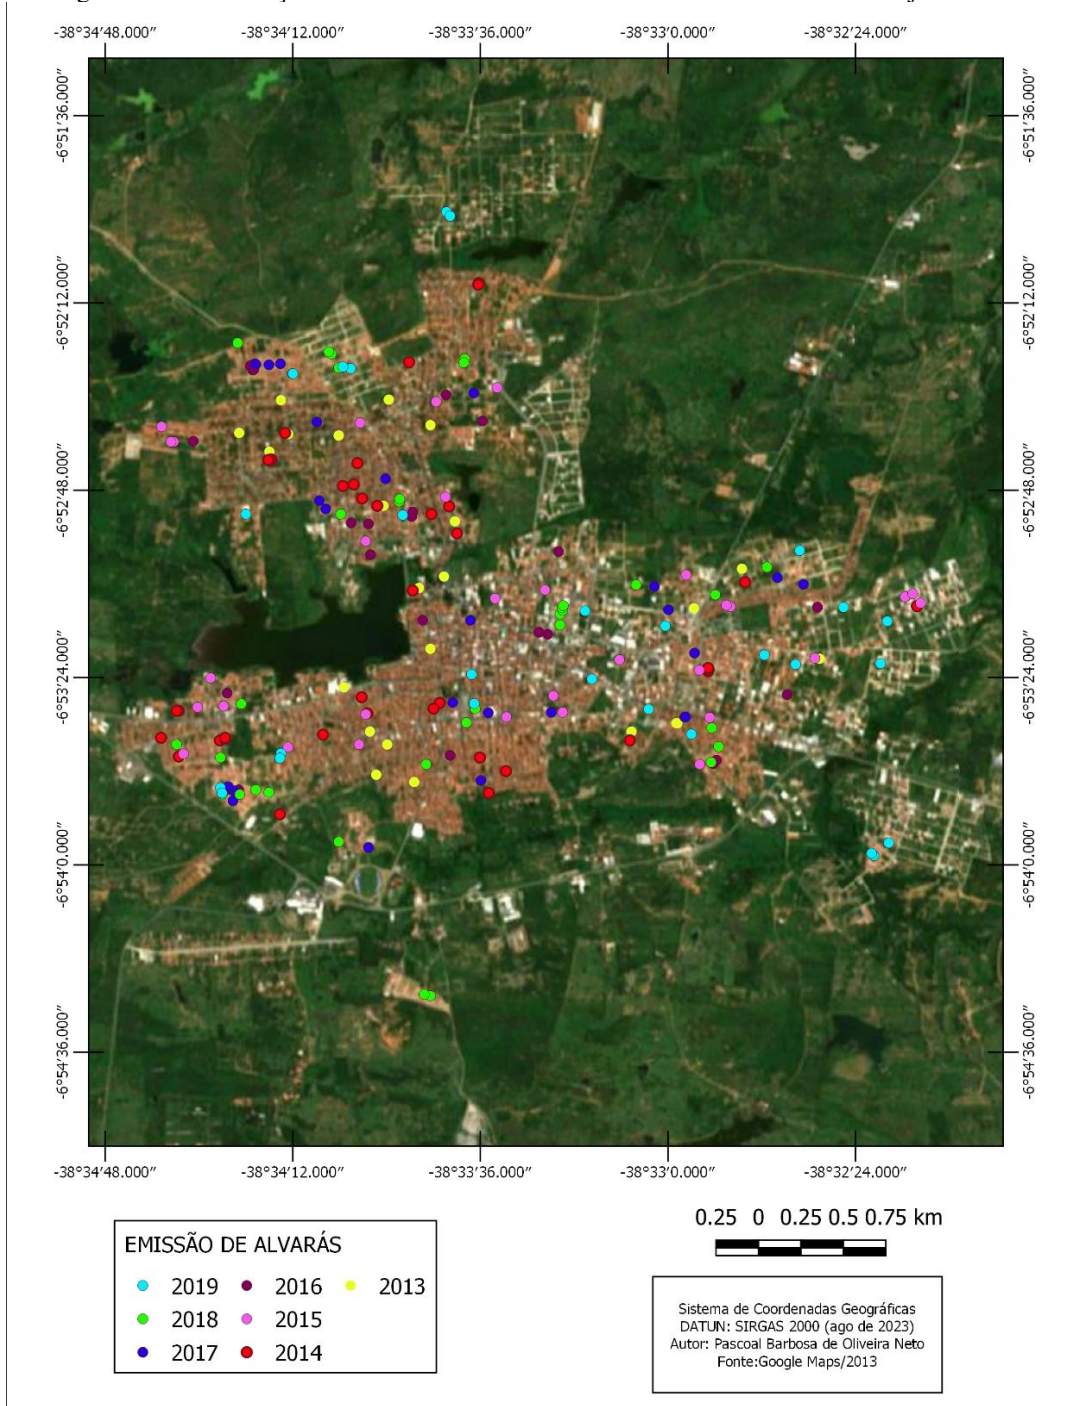 -38°34′48.000″ -38°34′12.000″ -38°33′36.000″ -38°33′0.000″ -38°32′24.000″
-6°51′36.000″ -6°51′36.000″
-6°52′12.000″ -6°52′12.000″
-6°52′48.000″ -6°52′48.000″
-6°53′24.000″ -6°53′24.000″
-6°54′0.000″ -6°54′0.000″
-6°54′36.000″ -6°54′36.000″
-38°34′48.000″ -38°34′12.000″ -38°33′36.000″ -38°33′0.000″ -38°32′24.000″
0.25 0 0.25 0.5 0.75 km
EMISSÃO DE ALVARÁS
2019 2016 2013
2018 2015
2017 2014
Sistema de Coordenadas Geográficas
DATUN: SIRGAS 2000 (ago de 2023)
Autor: Pascoal Barbosa de Oliveira Neto
Fonte:Google Maps/2013